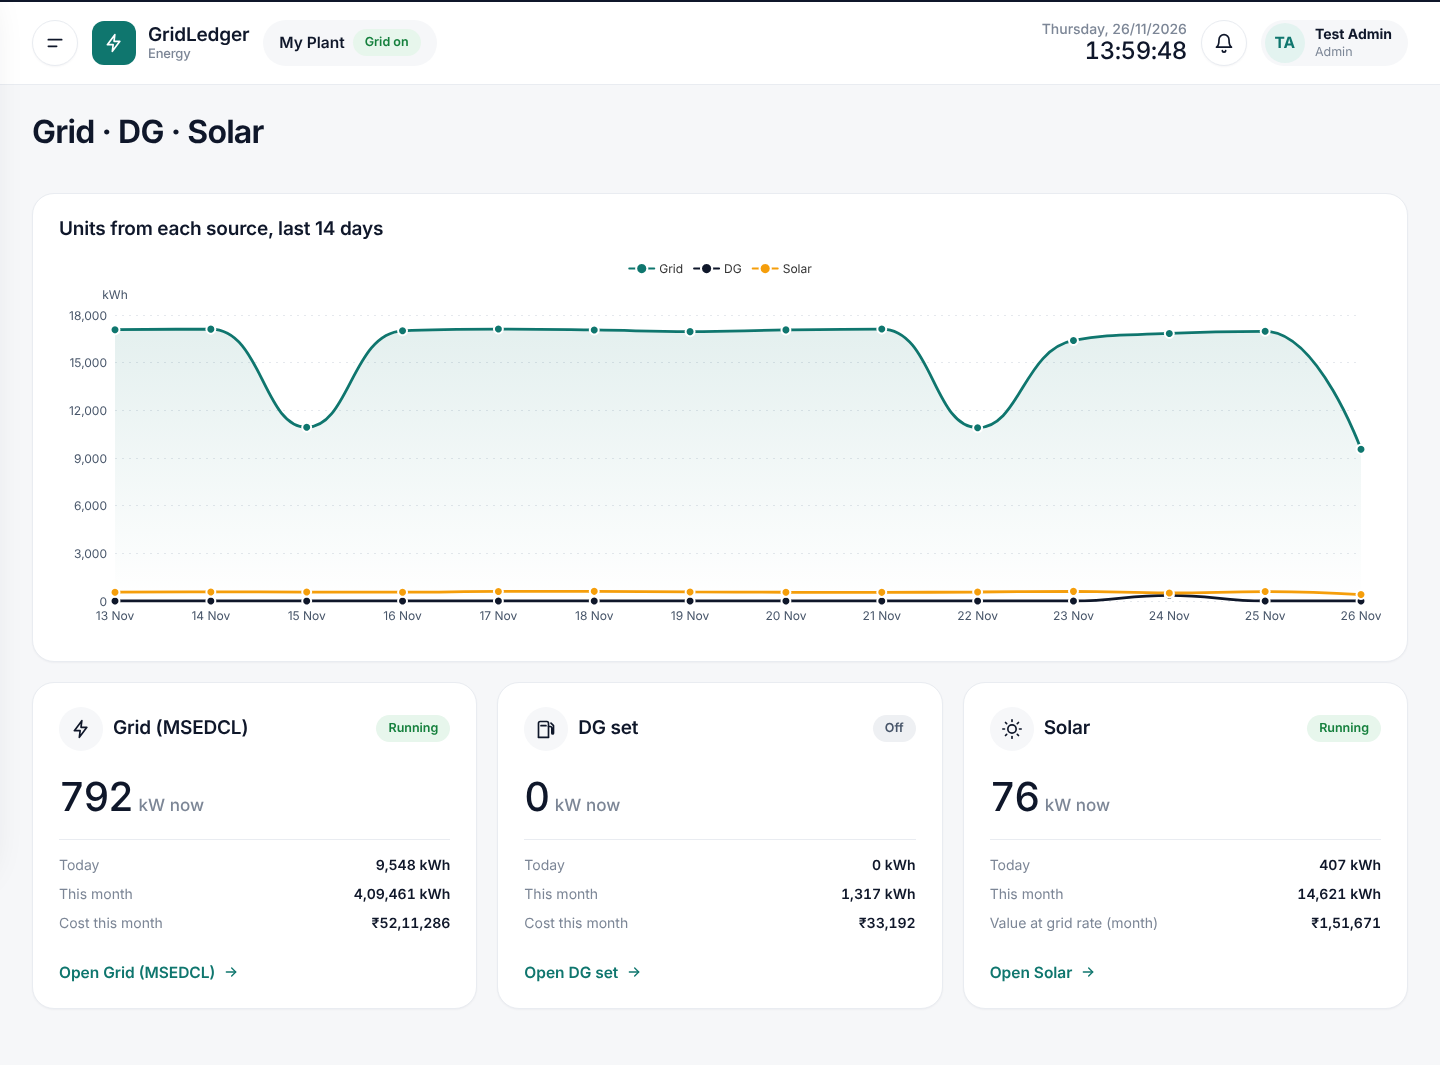 GridLedger
Energy
My Plant
Grid on
Thursday, 26/11/2026
13:59:48
TA
Test Admin
Admin
Grid · DG · Solar
Units from each source, last 14 days
Grid DG Solar
kWh
18,000
15,000
12,000
9,000
6,000
3,000
0
13 Nov 14 Nov 15 Nov 16 Nov 17 Nov 18 Nov 19 Nov 20 Nov 21 Nov 22 Nov 23 Nov 24 Nov 25 Nov 26 Nov
Grid (MSEDCL)
Running
792 kW now
Today 9,548 kWh
This month 4,09,461 kWh
Cost this month ₹52,11,286
Open Grid (MSEDCL) →
DG set
Off
0 kW now
Today 0 kWh
This month 1,317 kWh
Cost this month ₹33,192
Open DG set →
Solar
Running
76 kW now
Today 407 kWh
This month 14,621 kWh
Value at grid rate (month) ₹1,51,671
Open Solar →